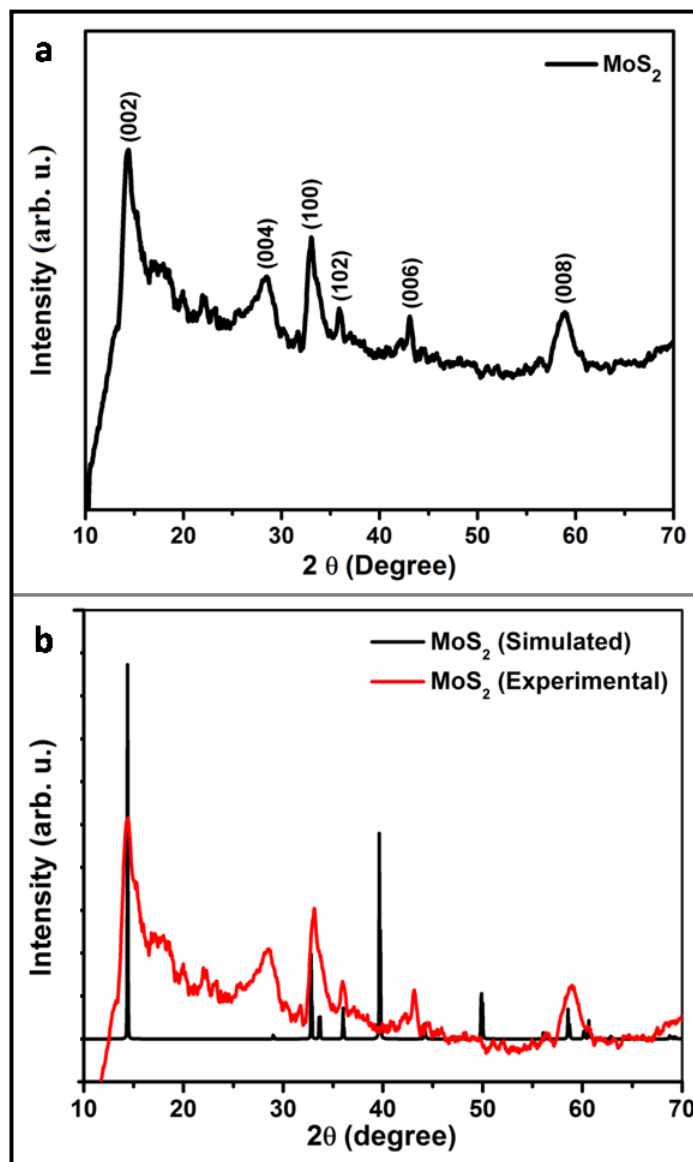 a
MoS₂
(002)
(004)
(100)
(102)
(006)
(008)
Intensity (arb. u.)
10 20 30 40 50 60 70
2 θ (Degree)
b
MoS₂ (Simulated)
MoS₂ (Experimental)
Intensity (arb. u.)
10 20 30 40 50 60 70
2θ (degree)